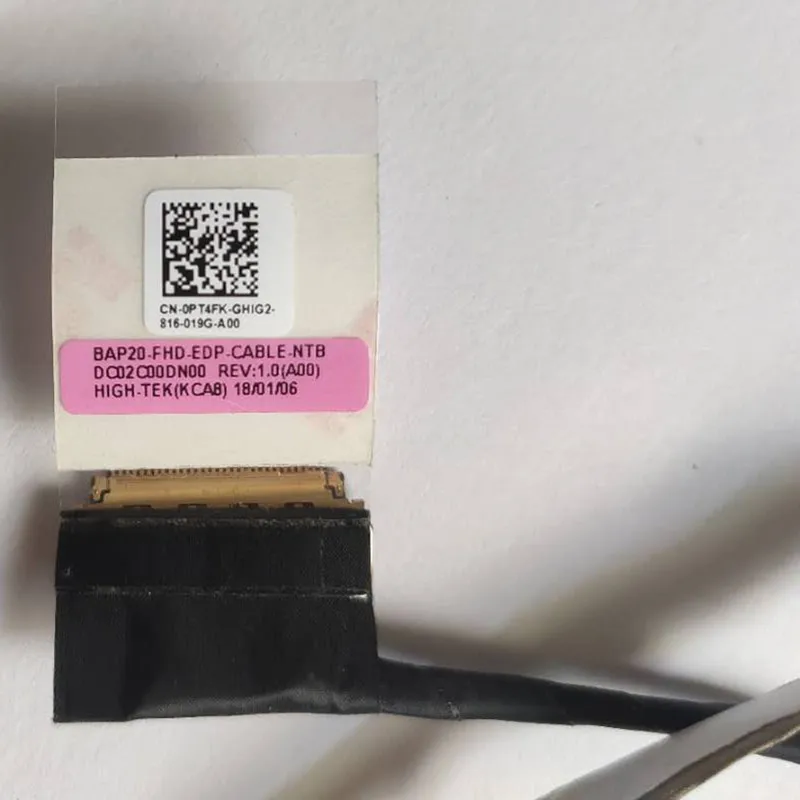 CN-0PT4FK-GHIG2-
816-019G-A00
BAP20-FHD-EDP-CABLE-NTB
DC02C00DN00 REV:1.0(A00)
HIGH-TEK(KCA8) 18/01/06